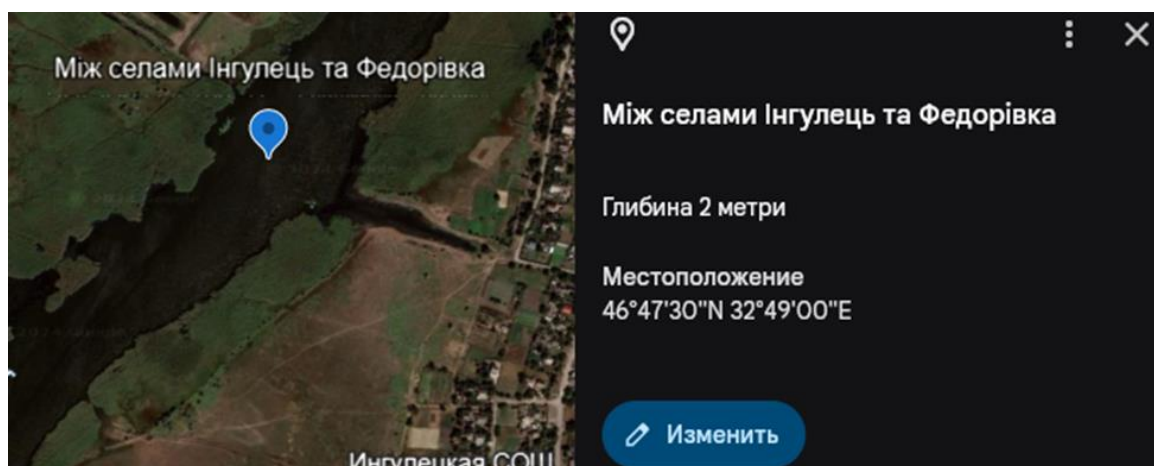 Між селами Інгулець та Федорівка
Між селами Інгулець та Федорівка
Глибина 2 метри
Местоположение
46°47'30"N 32°49'00"E
Изменить
Ингулецкая СОШ